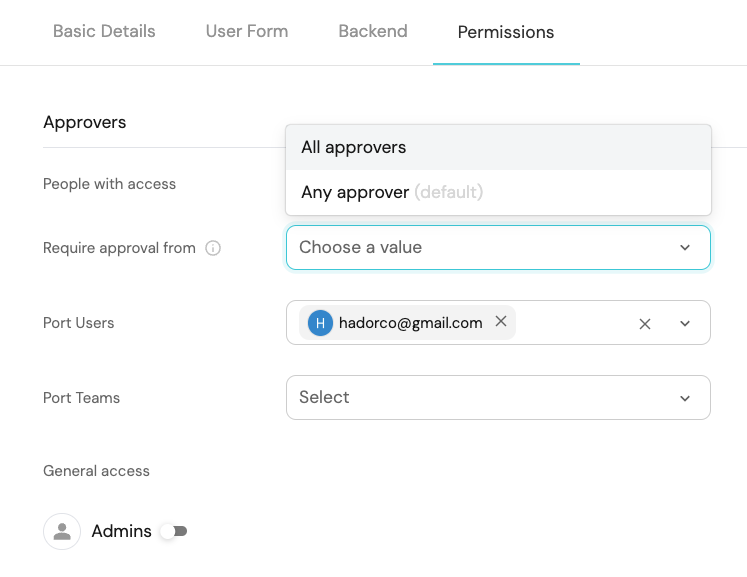 Basic Details User Form Backend Permissions
Approvers
All approvers
People with access
Any approver (default)
Require approval from Choose a value
Port Users H hadorco@gmail.com
Port Teams Select
General access
Admins